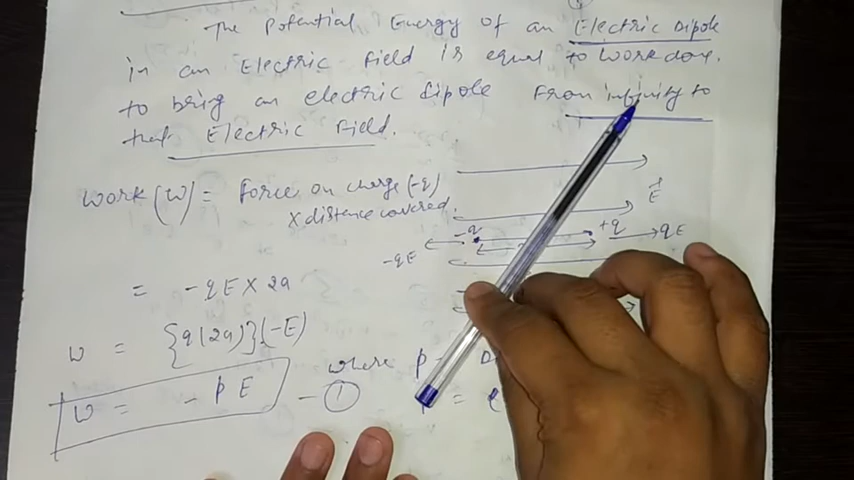 The Potential Energy of an Electric Dipole
in an Electric Field is equal to work done.
to bring an electric dipole From infinity to
that Electric Field.
Work (W) = Force on charge (-q)
x distance covered.
E
-q +q qE
-qE
= -qE x 2a
W = {q(2a)}(-E)
where p
W = - p E - ①
=